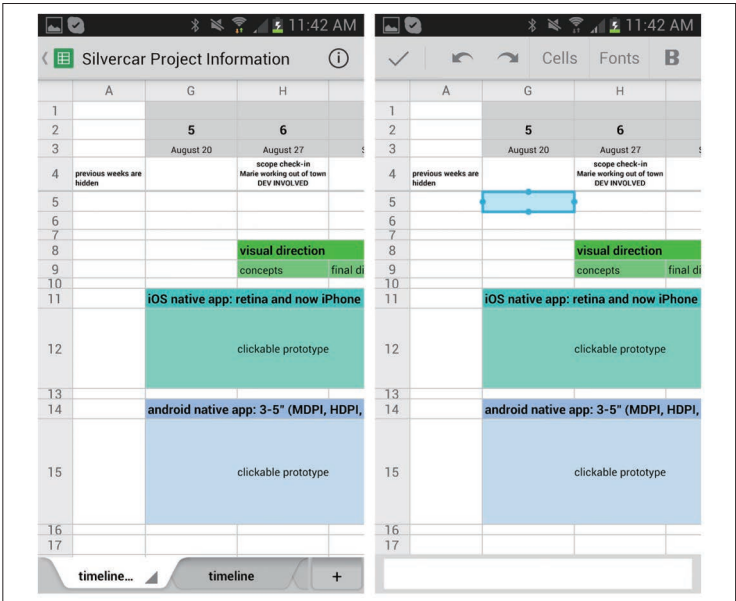 11:42 AM
Silvercar Project Information
A G H
1
2 5 6
3 August 20 August 27
4 previous weeks are hidden scope check-in
Marie working out of town
DEV INVOLVED
5
6
7
8 visual direction
9 concepts final di
10
11 iOS native app: retina and now iPhone
12 clickable prototype
13
14 android native app: 3-5" (MDPI, HDPI,
15 clickable prototype
16
17
timeline... timeline +
11:42 AM
Cells Fonts B
A G H
1
2 5 6
3 August 20 August 27
4 previous weeks are hidden scope check-in
Marie working out of town
DEV INVOLVED
5
6
7
8 visual direction
9 concepts final di
10
11 iOS native app: retina and now iPhone
12 clickable prototype
13
14 android native app: 3-5" (MDPI, HDPI,
15 clickable prototype
16
17